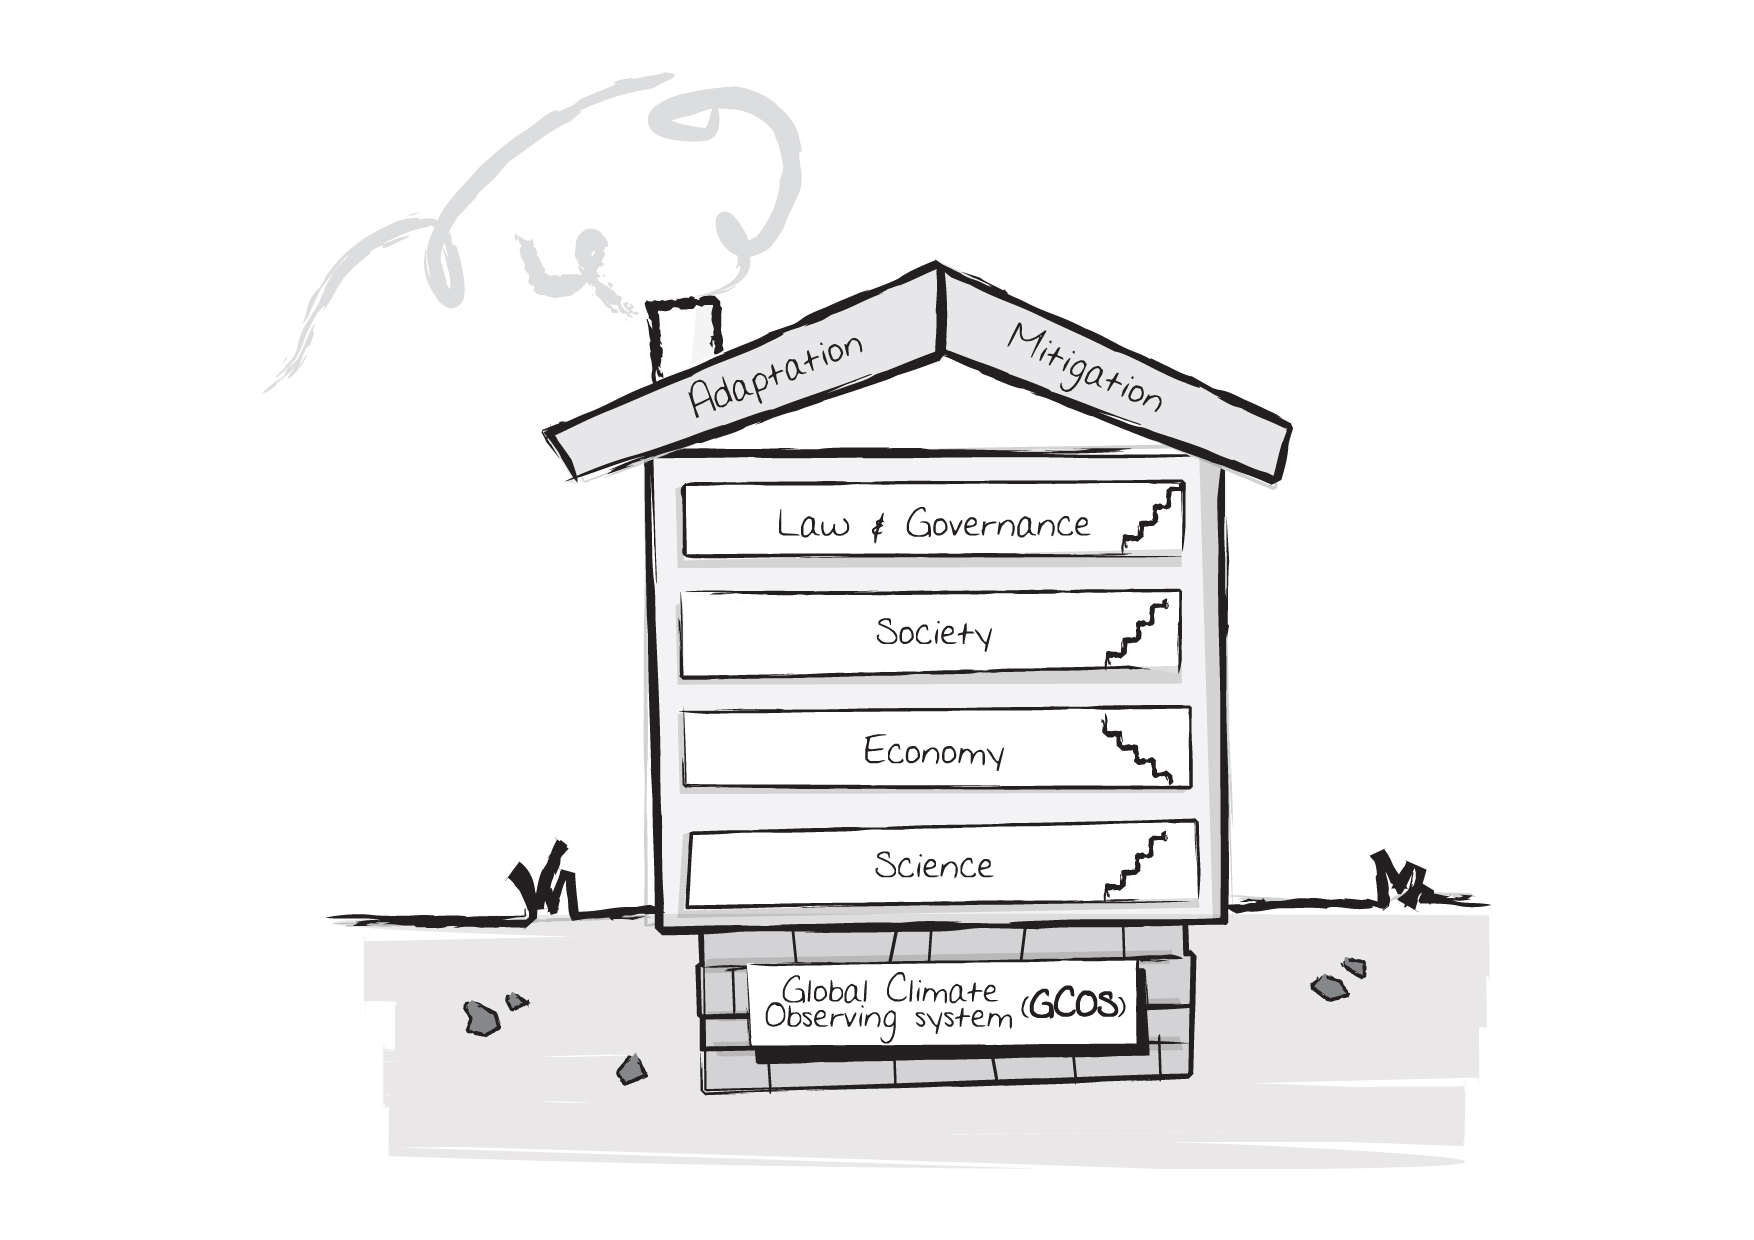 Adaptation
Mitigation
Law & Governance
Society
Economy
Science
Global Climate
Observing system (GCOS)